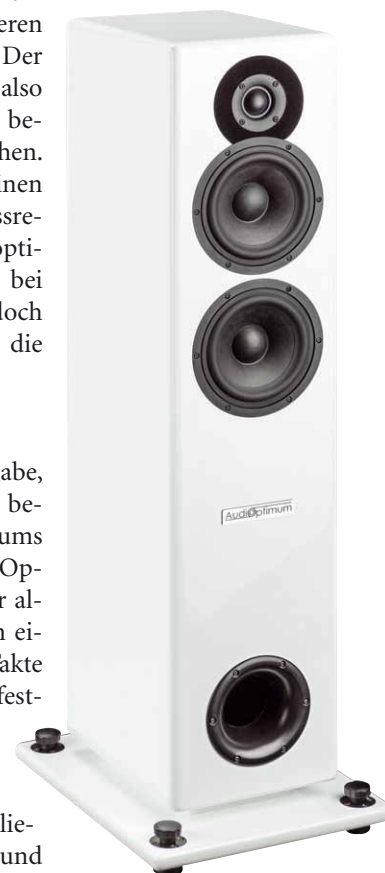 eren
Der
also
be-
hen.
inen
ssre-
opti-
bei
doch
die
abe,
be-
ums
Op-
r al-
n ei-
akte
fest-
lie-
und
AudiOptimum